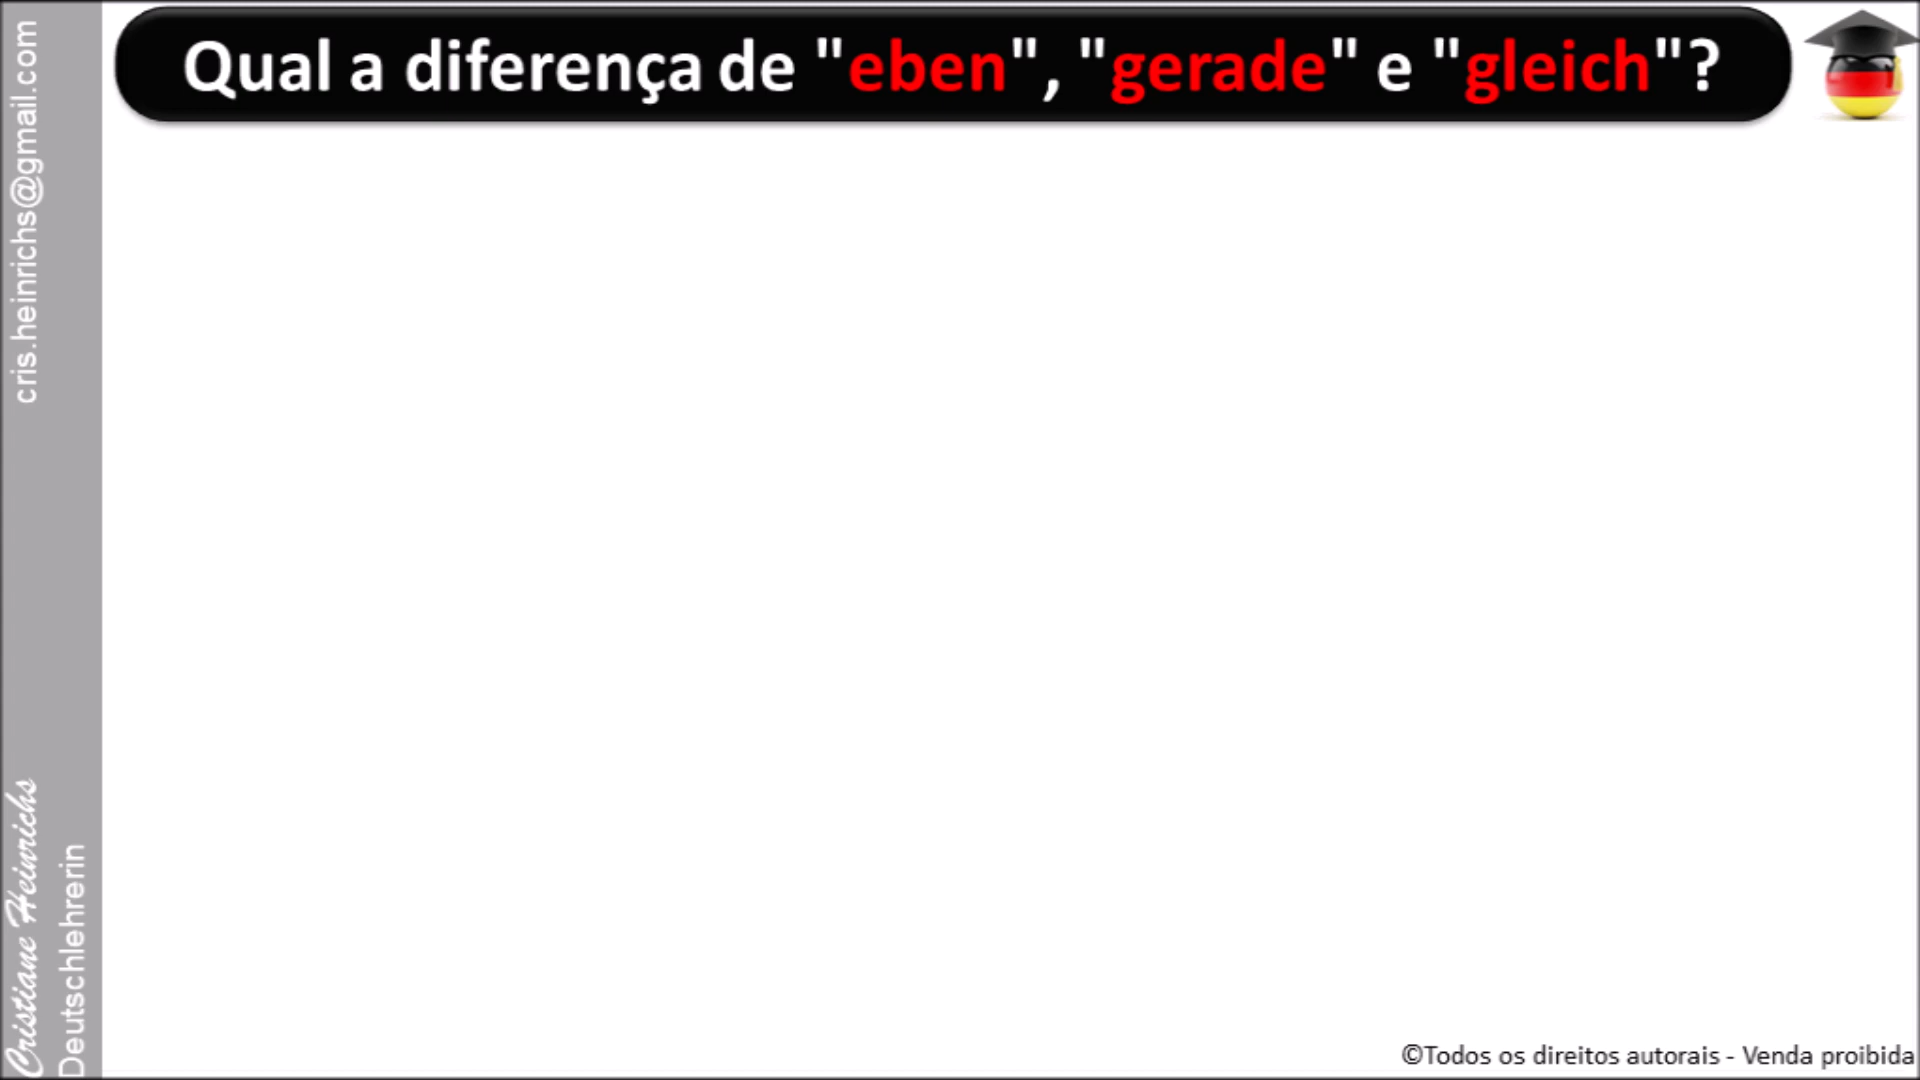 Qual a diferença de "eben", "gerade" e "gleich"?
cris.heinrichs@gmail.com
Cristiane Heinrichs
Deutschlehrerin
©Todos os direitos autorais - Venda proibida